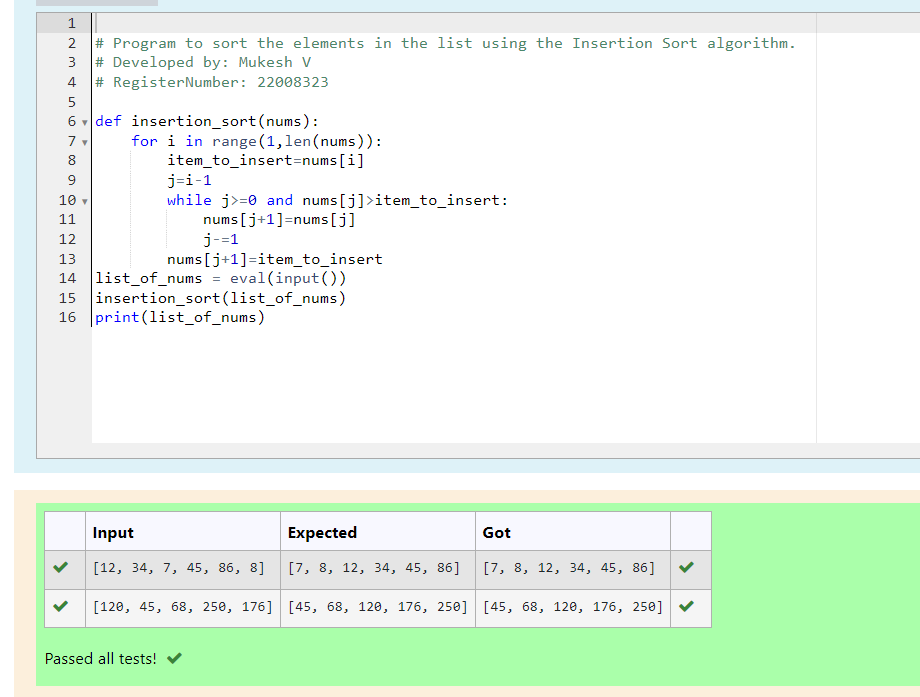 1
2 # Program to sort the elements in the list using the Insertion Sort algorithm.
3 # Developed by: Mukesh V
4 # RegisterNumber: 22008323
5
6 def insertion_sort(nums):
7     for i in range(1,len(nums)):
8         item_to_insert=nums[i]
9         j=i-1
10         while j>=0 and nums[j]>item_to_insert:
11             nums[j+1]=nums[j]
12             j-=1
13         nums[j+1]=item_to_insert
14 list_of_nums = eval(input())
15 insertion_sort(list_of_nums)
16 print(list_of_nums)
Input Expected Got
[12, 34, 7, 45, 86, 8] [7, 8, 12, 34, 45, 86] [7, 8, 12, 34, 45, 86]
[120, 45, 68, 250, 176] [45, 68, 120, 176, 250] [45, 68, 120, 176, 250]
Passed all tests!